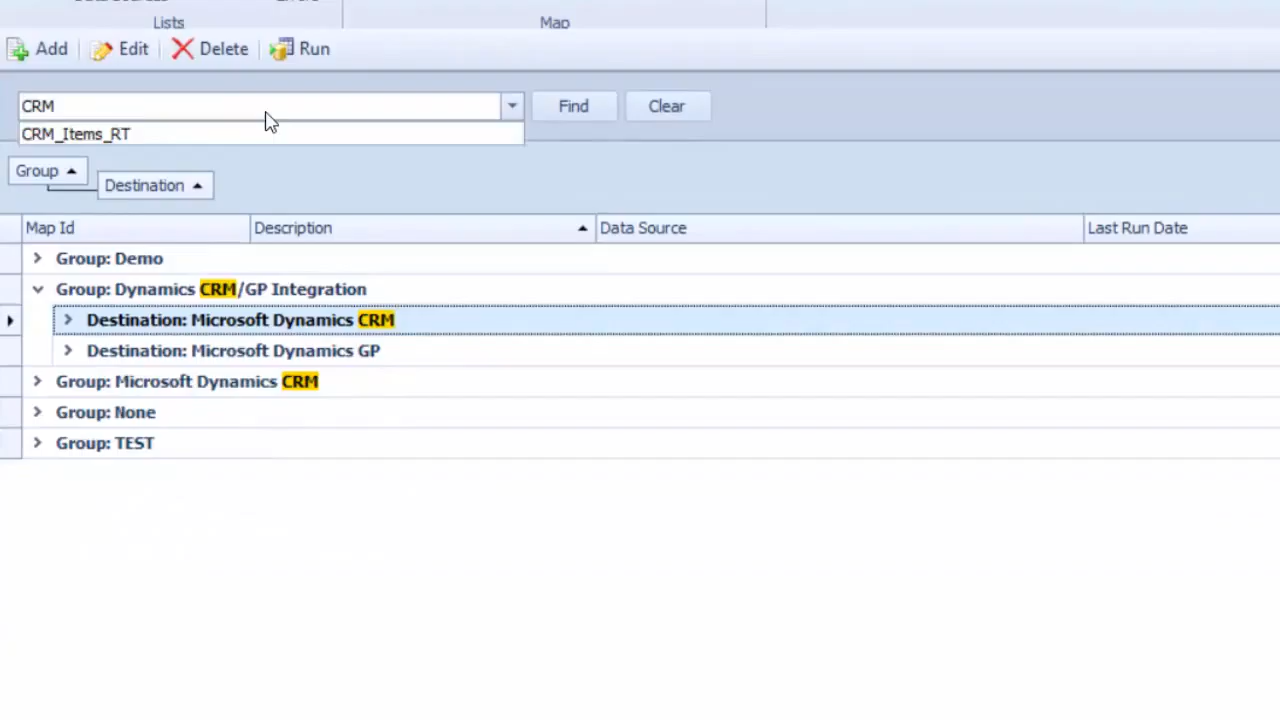 Lists Map
Add Edit Delete Run
CRM Find Clear
CRM_Items_RT
Group
Destination
Map Id Description Data Source Last Run Date
Group: Demo
Group: Dynamics CRM/GP Integration
Destination: Microsoft Dynamics CRM
Destination: Microsoft Dynamics GP
Group: Microsoft Dynamics CRM
Group: None
Group: TEST